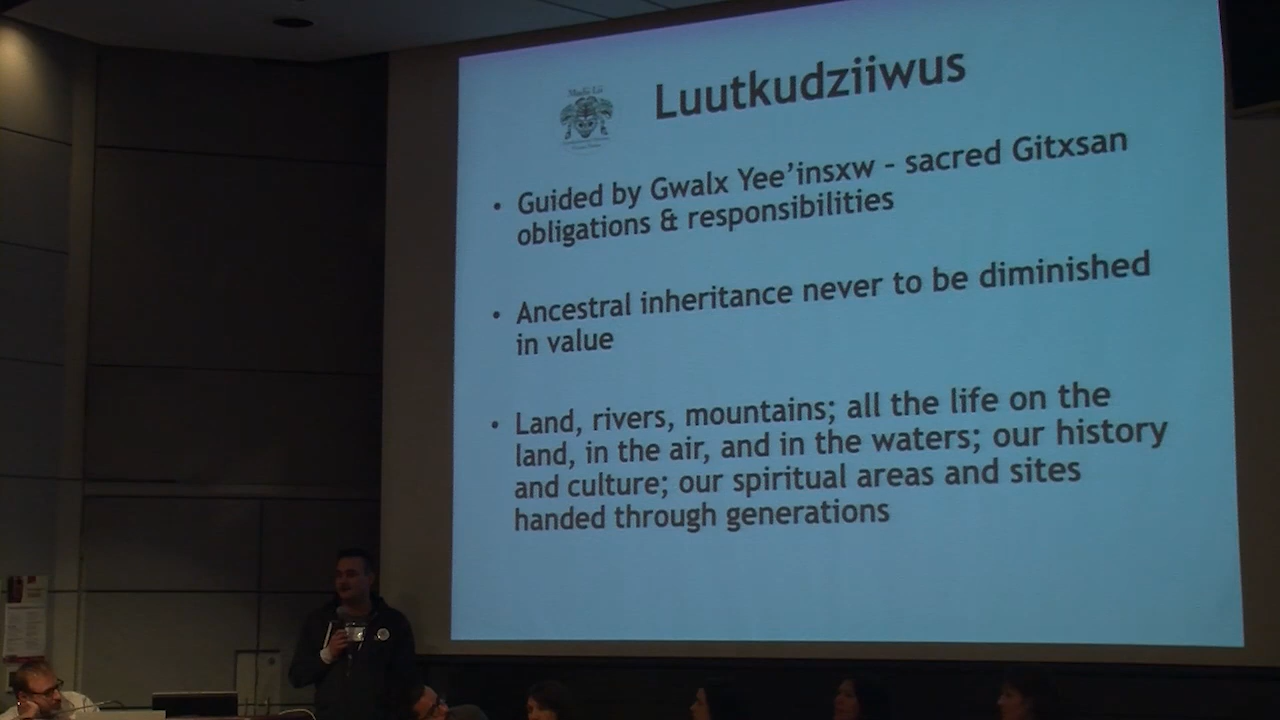 Madii Lii
Luutkudziiwus
• Guided by Gwalx Yee'insxw – sacred Gitxsan
obligations & responsibilities
• Ancestral inheritance never to be diminished
in value
• Land, rivers, mountains; all the life on the
land, in the air, and in the waters; our history
and culture; our spiritual areas and sites
handed through generations